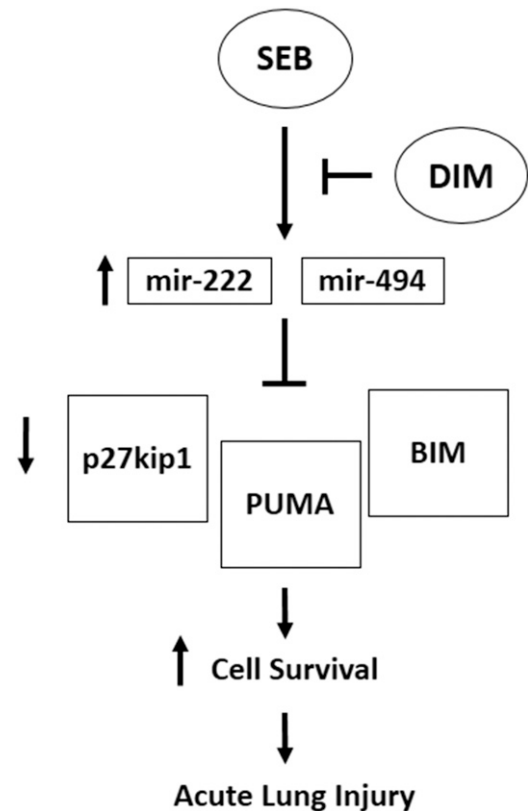 SEB
DIM
mir-222
mir-494
p27kip1
BIM
PUMA
Cell Survival
Acute Lung Injury